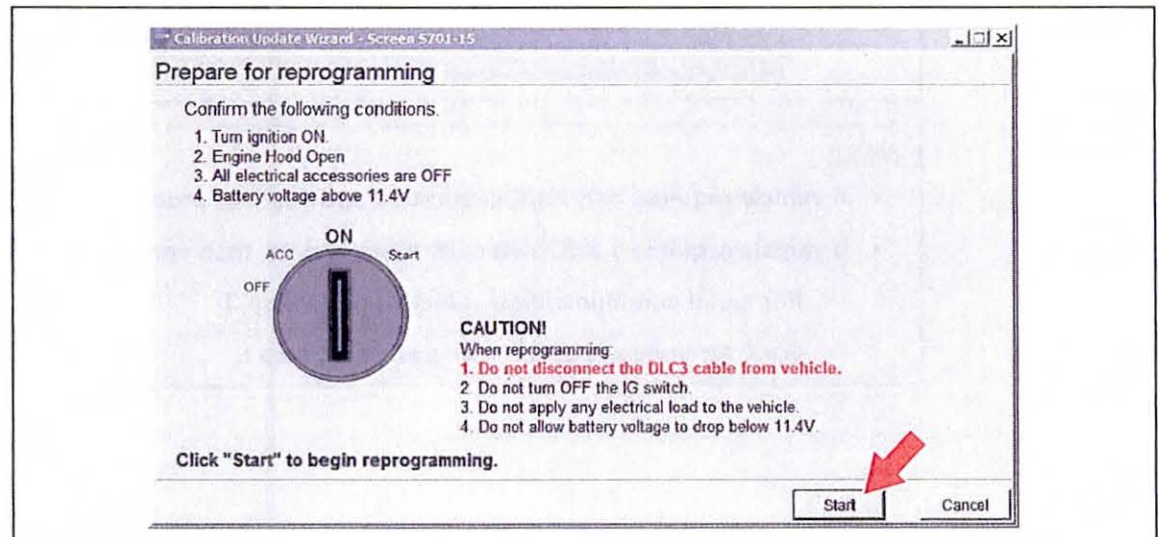 Calibration Update Wizard - Screen S701-15
Prepare for reprogramming
Confirm the following conditions.
1. Turn ignition ON.
2. Engine Hood Open
3. All electrical accessories are OFF
4. Battery voltage above 11.4V
ON
ACC
Start
OFF
CAUTION!
When reprogramming
1. Do not disconnect the DLC3 cable from vehicle.
2. Do not turn OFF the IG switch.
3. Do not apply any electrical load to the vehicle.
4. Do not allow battery voltage to drop below 11.4V.
Click "Start" to begin reprogramming.
Start
Cancel